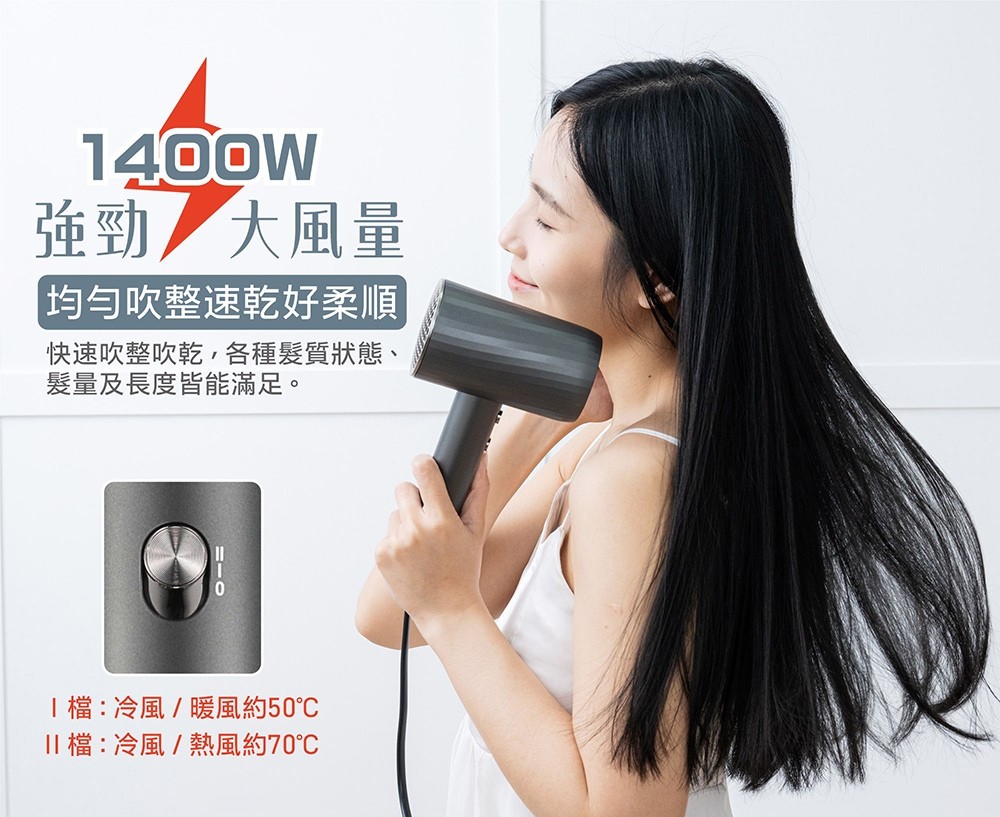 1400W
強勁大風量
均勻吹整速乾好柔順
快速吹整吹乾，各種髮質狀態、
髮量及長度皆能滿足。
II
I
0
I 檔：冷風 / 暖風約50℃
II 檔：冷風 / 熱風約70℃